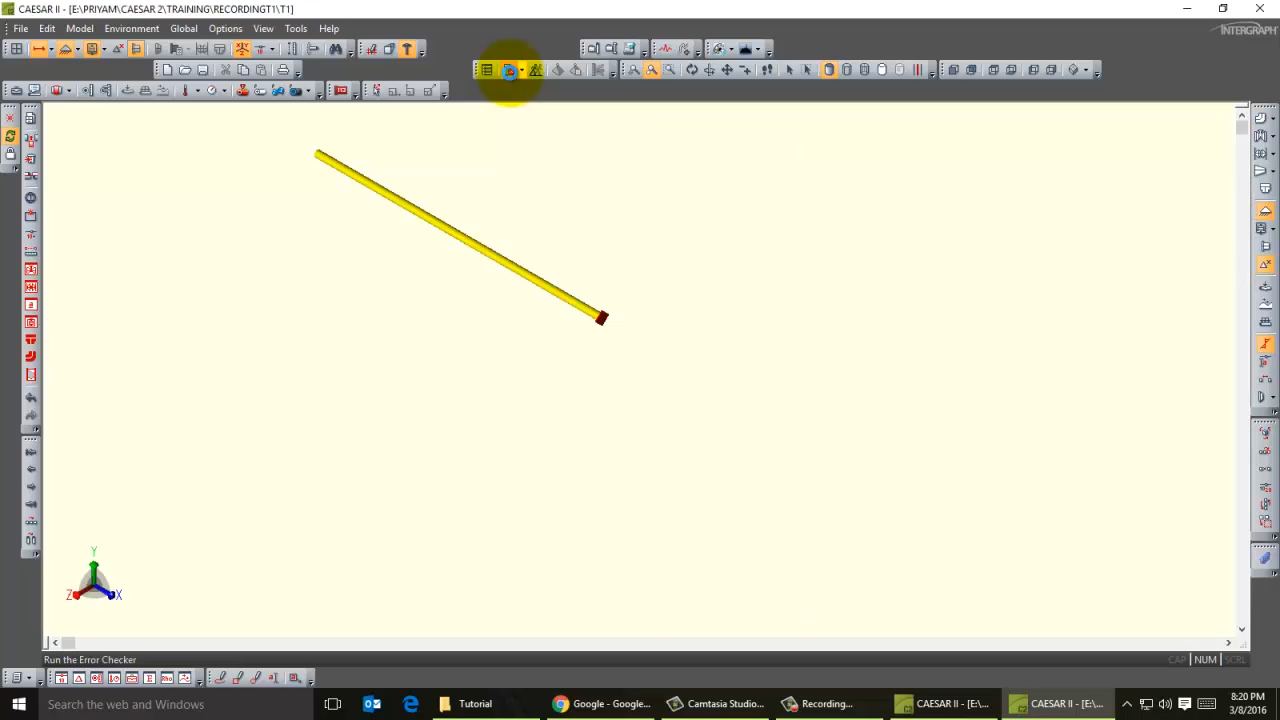 CAESAR II - [E:\PRIYAM\CAESAR 2\TRAINING\RECORDINGT1\T1]
File Edit Model Environment Global Options View Tools Help
INTERGRAPH
Y
Z X
Run the Error Checker
CAP NUM SCRL
Search the web and Windows
Tutorial
Google - Google...
Camtasia Studio...
Recording...
CAESAR II - [E:\...
CAESAR II - [E:\...
8:20 PM
3/8/2016